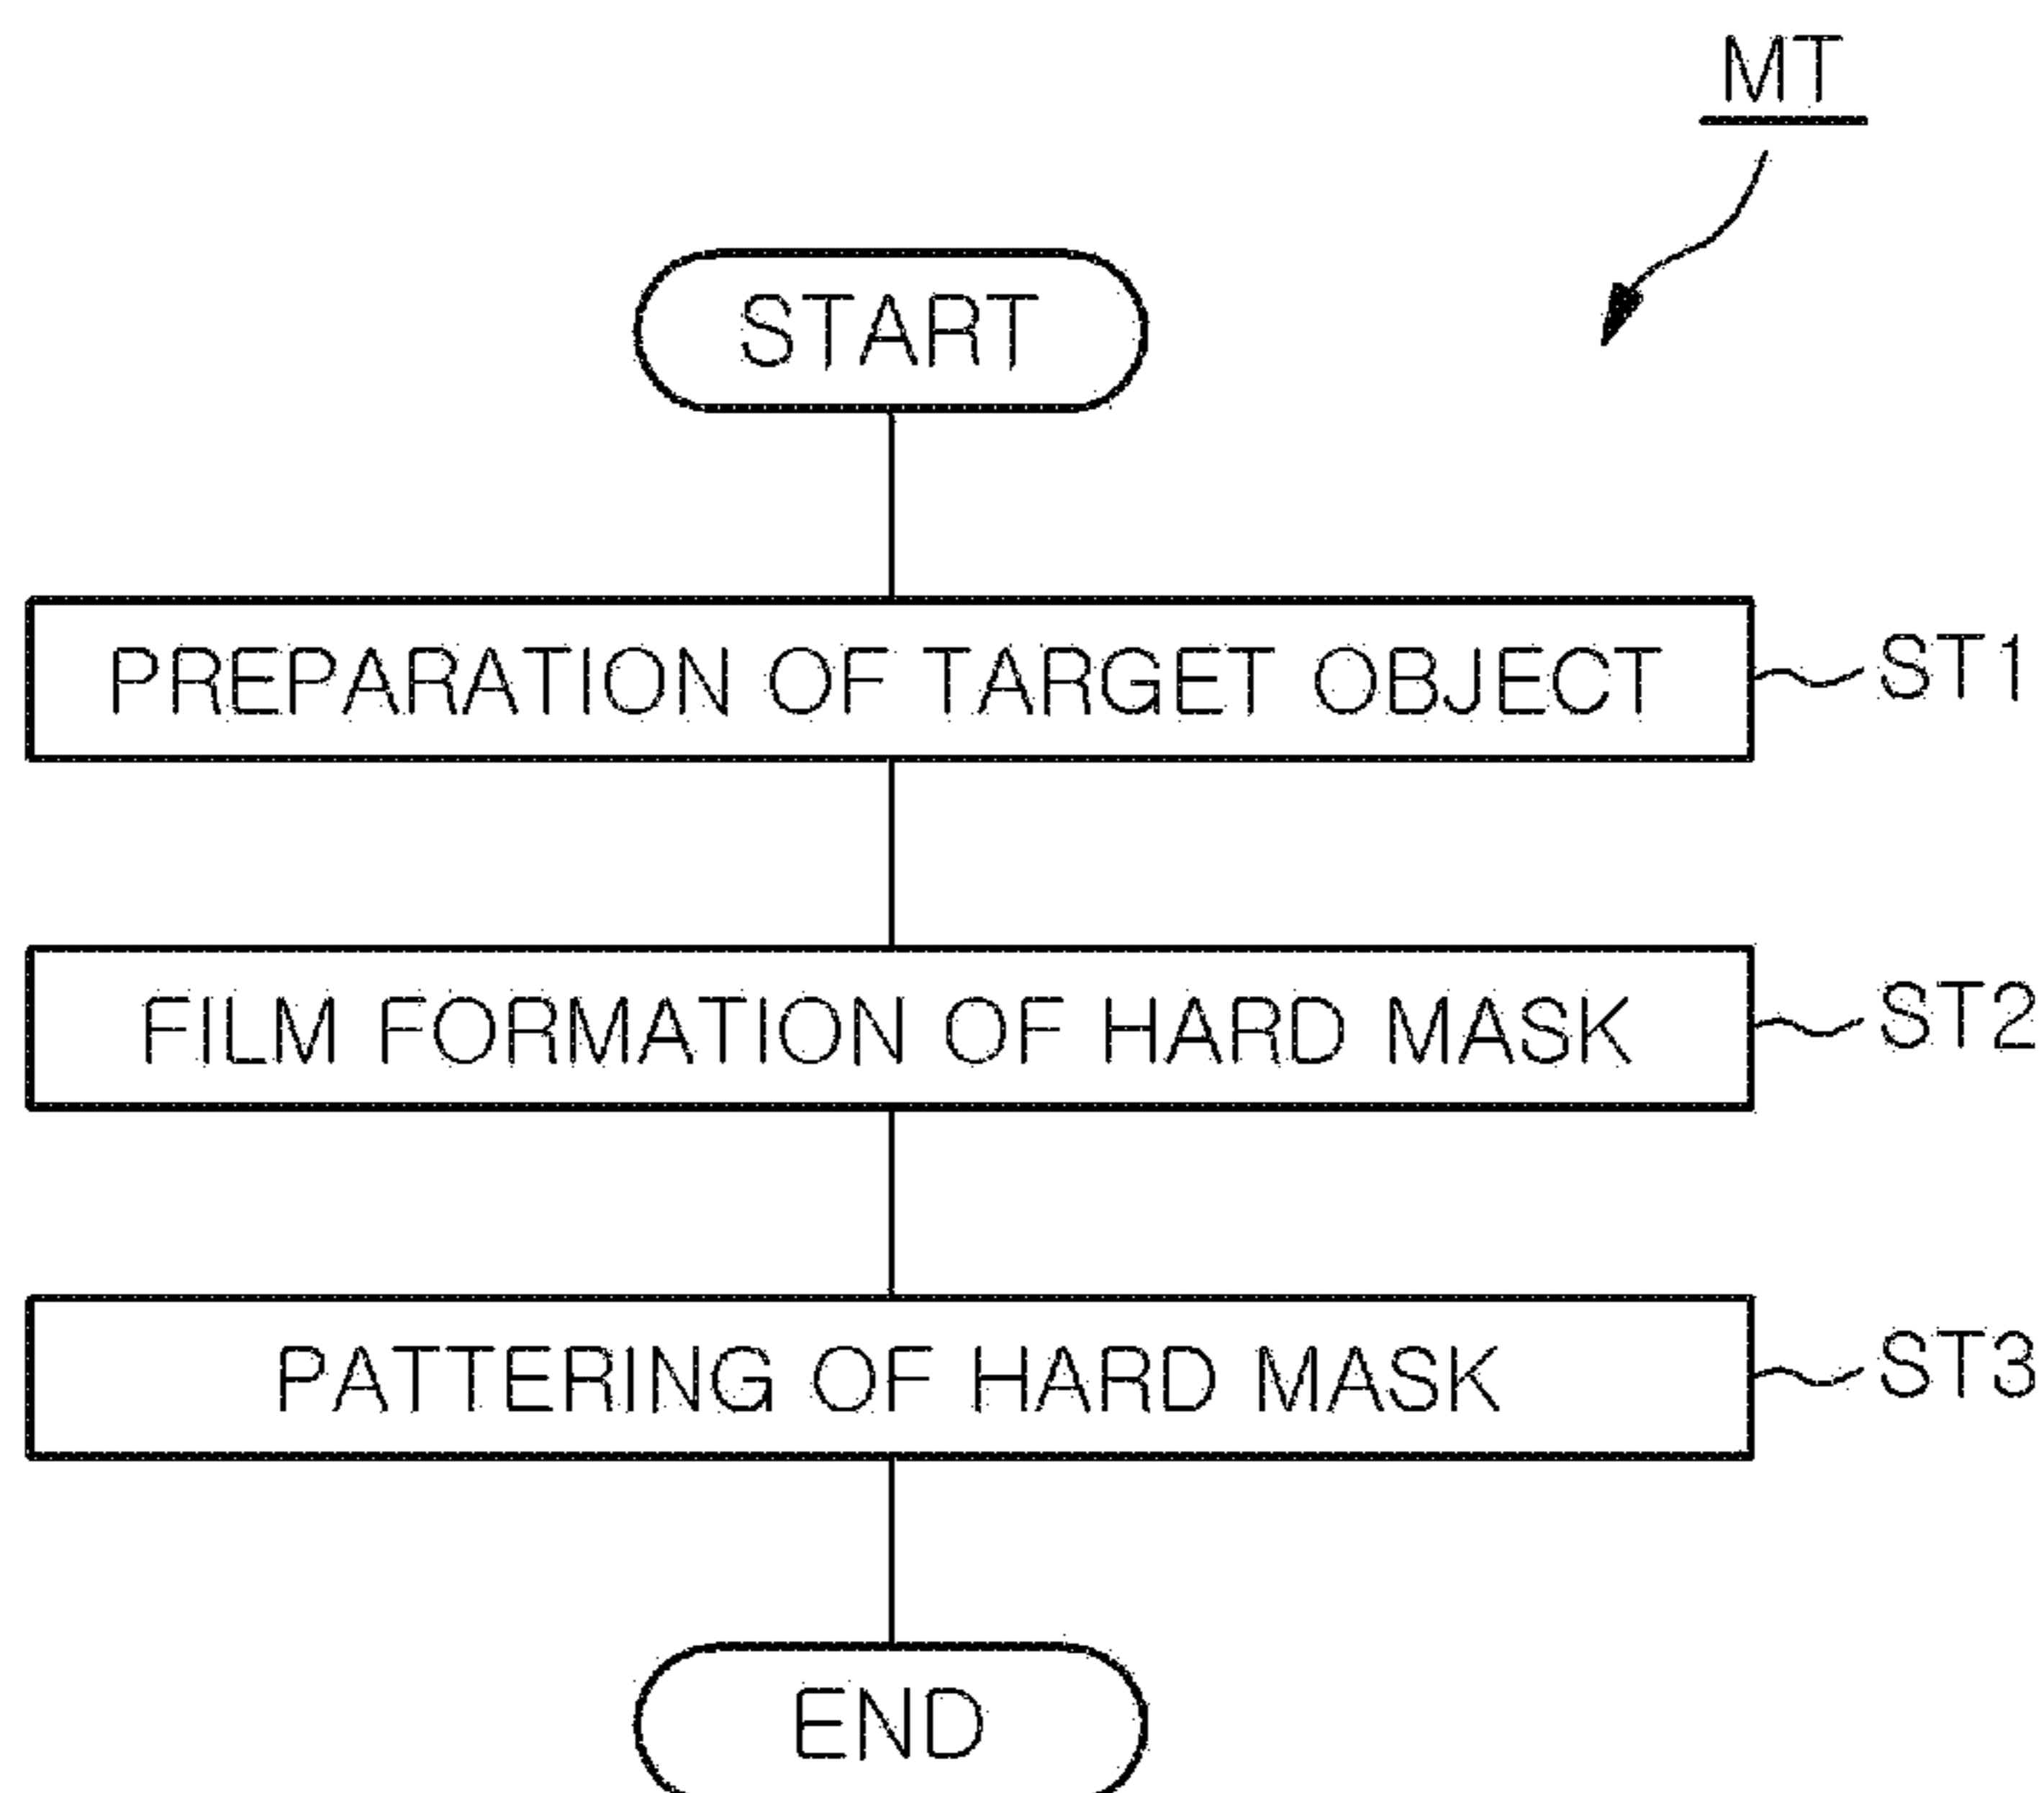 MT
START
PREPARATION OF TARGET OBJECT
ST1
FILM FORMATION OF HARD MASK
ST2
PATTERING OF HARD MASK
ST3
END